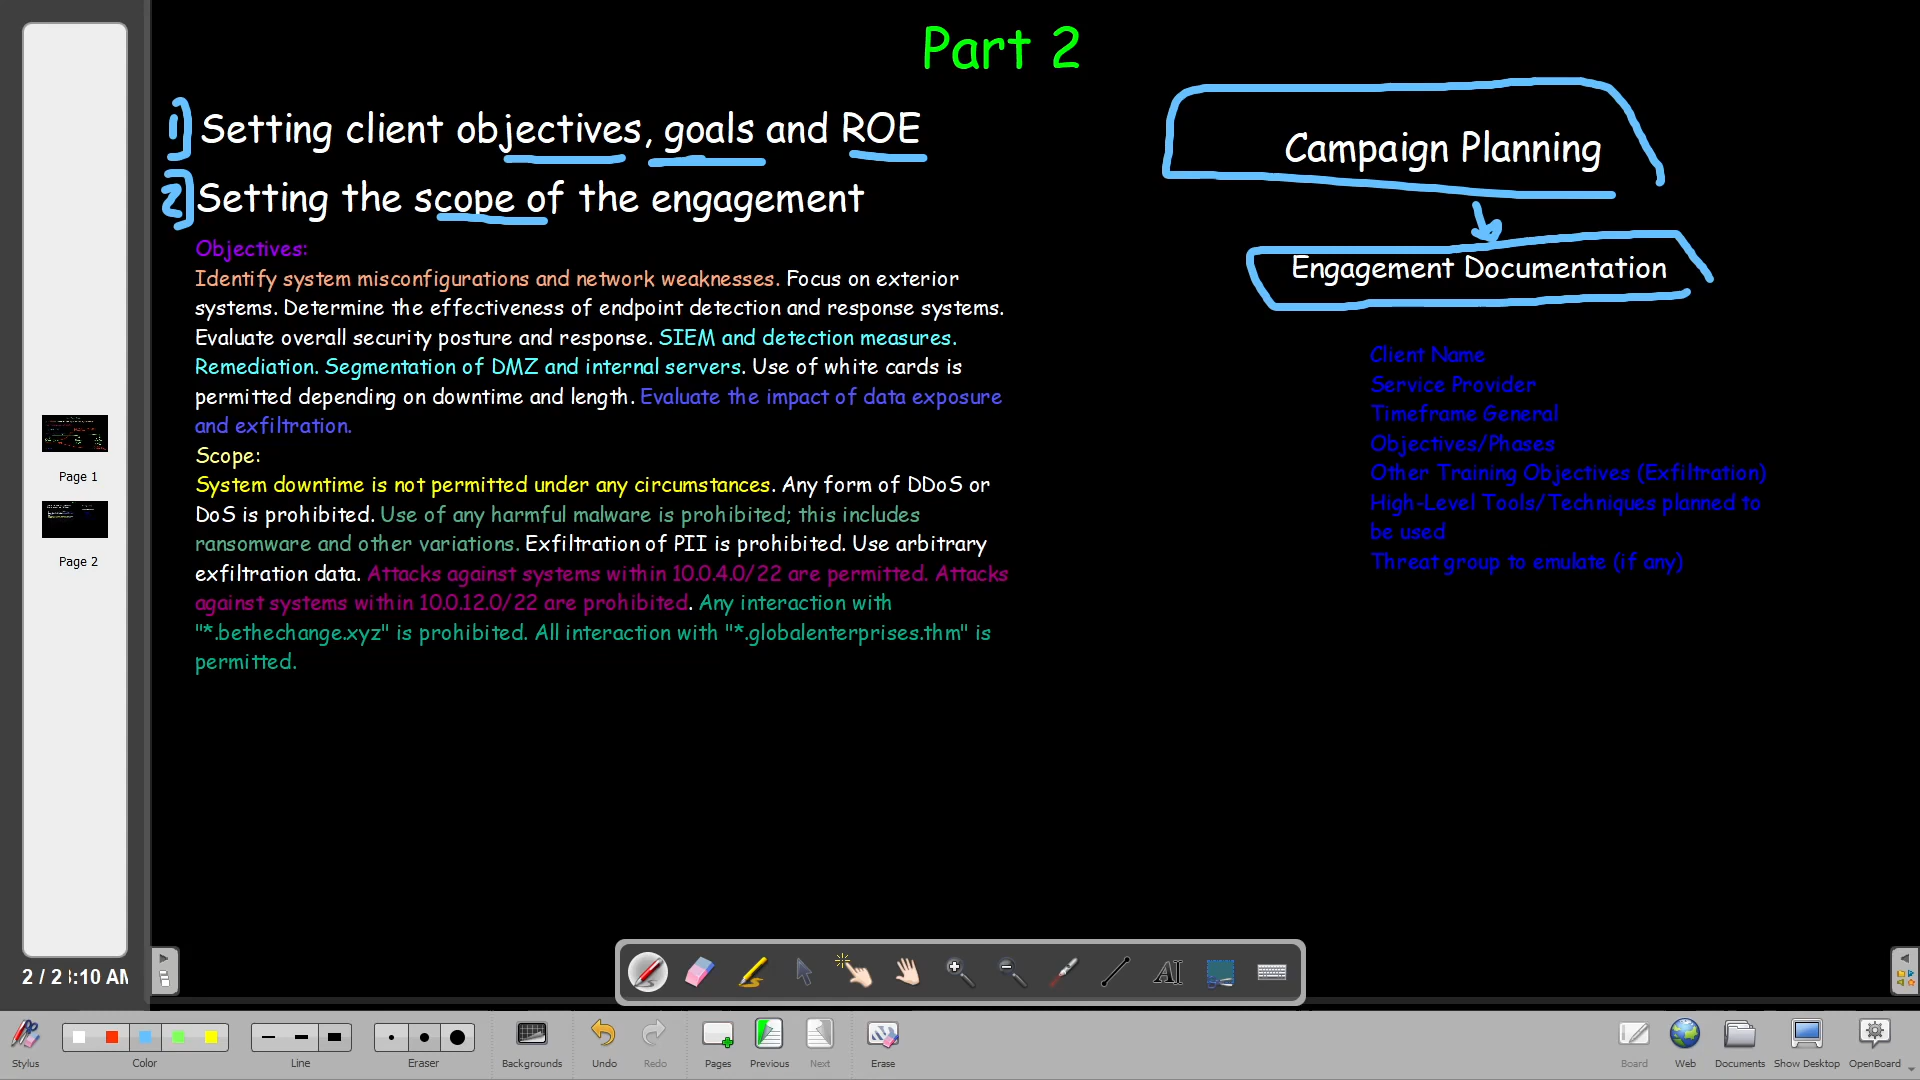 Part 2
1] Setting client objectives, goals and ROE
2] Setting the scope of the engagement
Objectives:
Identify system misconfigurations and network weaknesses. Focus on exterior
systems. Determine the effectiveness of endpoint detection and response systems.
Evaluate overall security posture and response. SIEM and detection measures.
Remediation. Segmentation of DMZ and internal servers. Use of white cards is
permitted depending on downtime and length. Evaluate the impact of data exposure
and exfiltration.
Scope:
System downtime is not permitted under any circumstances. Any form of DDoS or
DoS is prohibited. Use of any harmful malware is prohibited; this includes
ransomware and other variations. Exfiltration of PII is prohibited. Use arbitrary
exfiltration data. Attacks against systems within 10.0.4.0/22 are permitted. Attacks
against systems within 10.0.12.0/22 are prohibited. Any interaction with
"*.bethechange.xyz" is prohibited. All interaction with "*.globalenterprises.thm" is
permitted.
Campaign Planning
Engagement Documentation
Client Name
Service Provider
Timeframe General
Objectives/Phases
Other Training Objectives (Exfiltration)
High-Level Tools/Techniques planned to
be used
Threat group to emulate (if any)
Page 1
Page 2
2 / 2 :10 AM
Stylus
Color
Line
Eraser
Backgrounds
Undo
Redo
Pages
Previous
Next
Erase
Board
Web
Documents
Show Desktop
OpenBoard